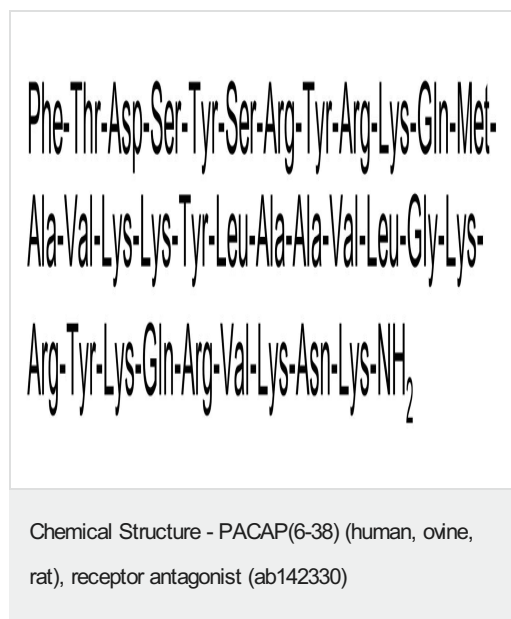 Phe-Thr-Asp-Ser-Tyr-Ser-Arg-Tyr-Arg-Lys-Gln-Met-
Ala-Val-Lys-Lys-Tyr-Leu-Ala-Ala-Val-Leu-Gly-Lys-
Arg-Tyr-Lys-Gln-Arg-Val-Lys-Asn-Lys-NH₂
Chemical Structure - PACAP(6-38) (human, ovine,
rat), receptor antagonist (ab142330)